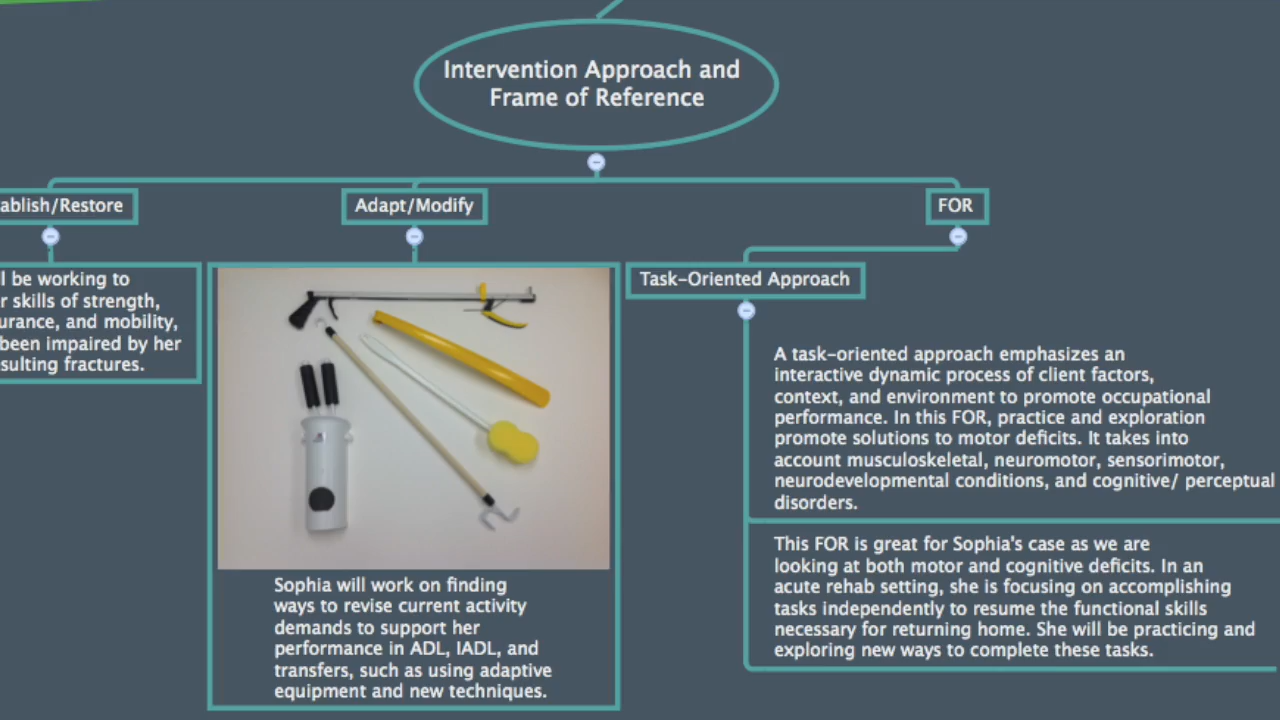 Intervention Approach and
Frame of Reference
ablish/Restore
Adapt/Modify
FOR
l be working to
r skills of strength,
urance, and mobility,
been impaired by her
sulting fractures.
Sophia will work on finding
ways to revise current activity
demands to support her
performance in ADL, IADL, and
transfers, such as using adaptive
equipment and new techniques.
Task-Oriented Approach
A task-oriented approach emphasizes an
interactive dynamic process of client factors,
context, and environment to promote occupational
performance. In this FOR, practice and exploration
promote solutions to motor deficits. It takes into
account musculoskeletal, neuromotor, sensorimotor,
neurodevelopmental conditions, and cognitive/ perceptual
disorders.
This FOR is great for Sophia's case as we are
looking at both motor and cognitive deficits. In an
acute rehab setting, she is focusing on accomplishing
tasks independently to resume the functional skills
necessary for returning home. She will be practicing and
exploring new ways to complete these tasks.